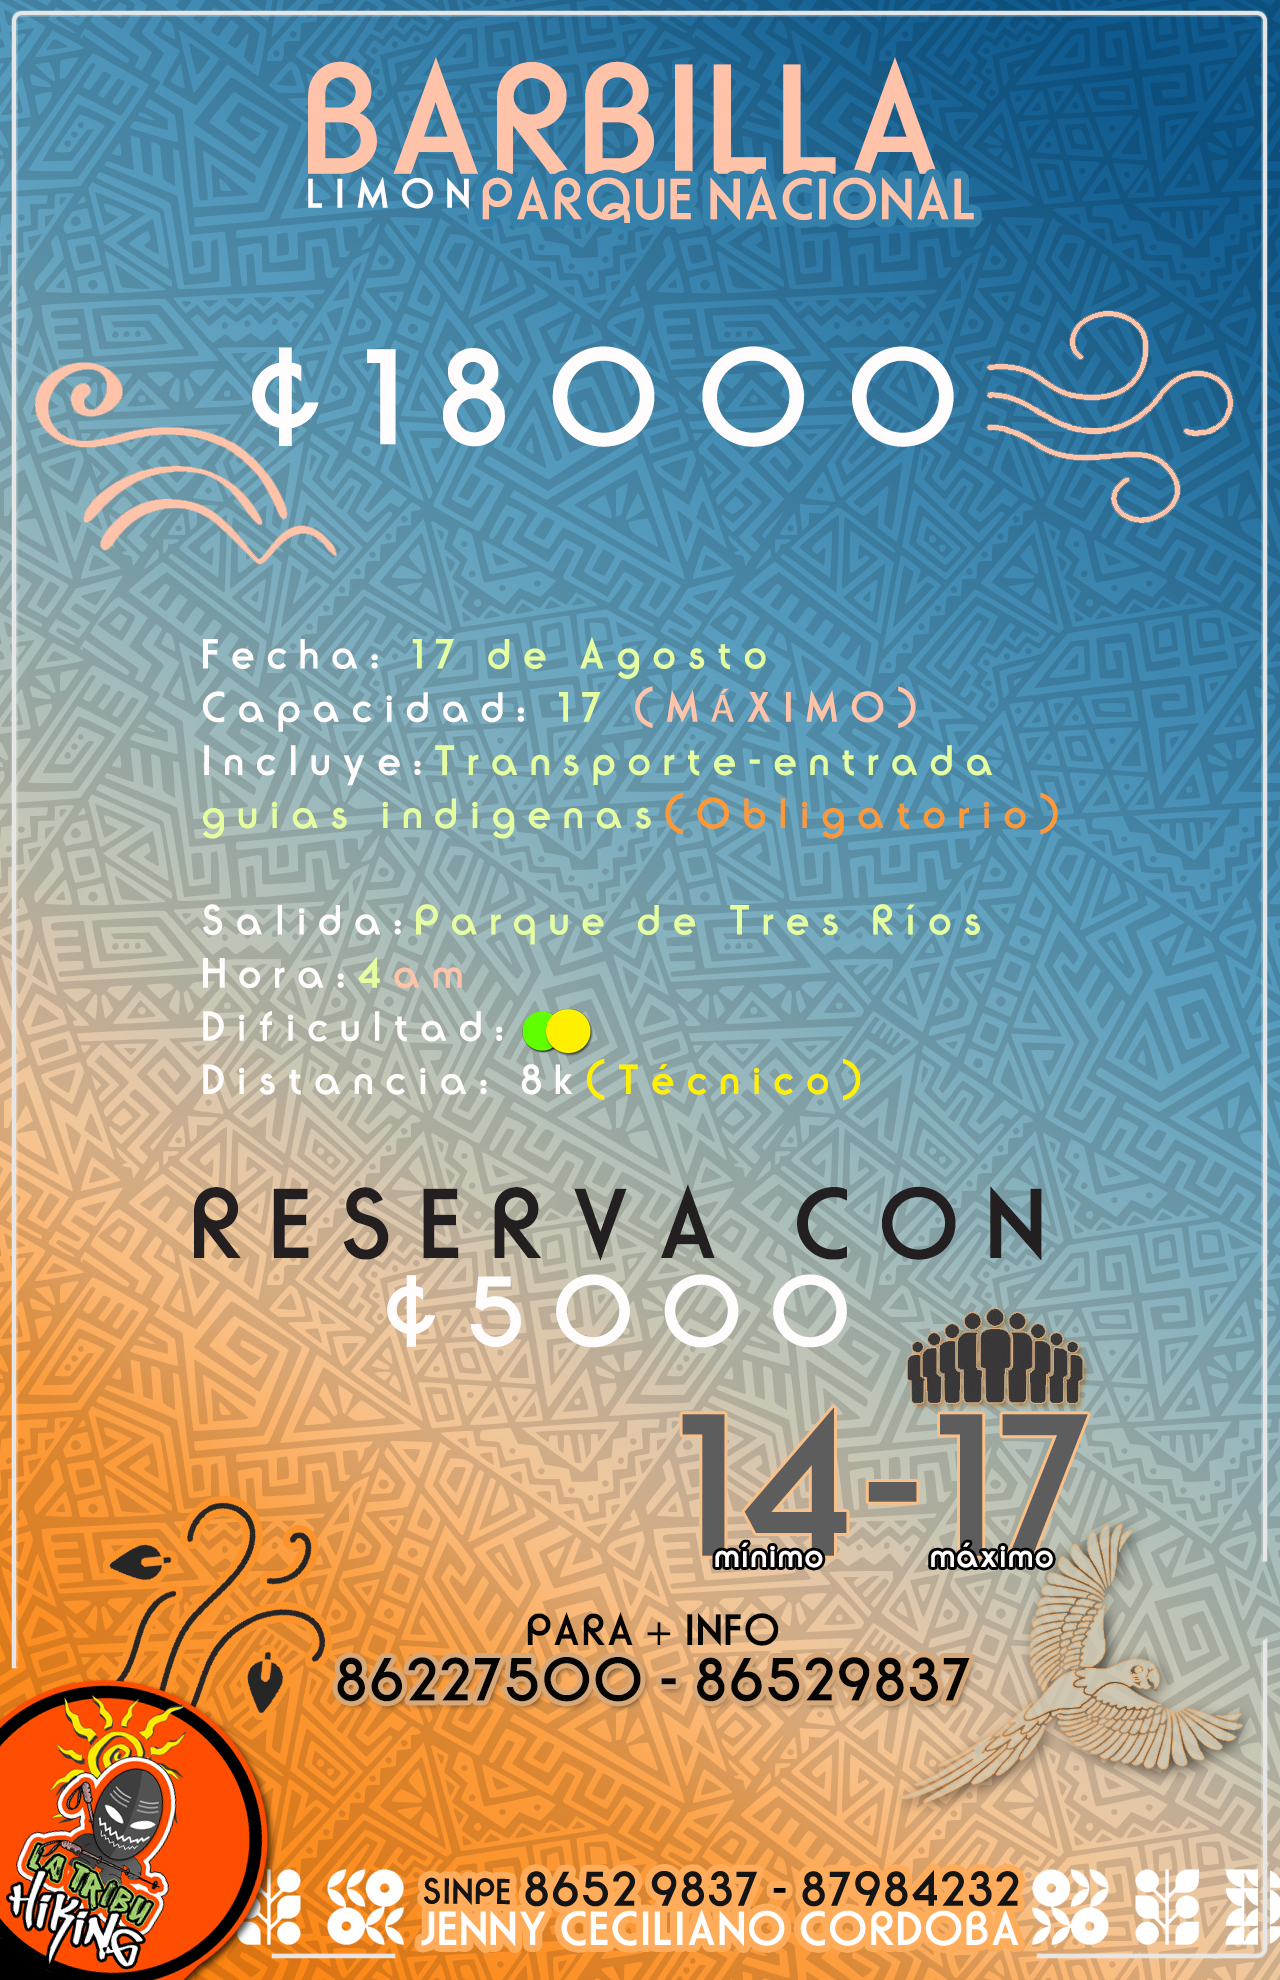 BARBILLA
LIMON PARQUE NACIONAL
¢18000
Fecha: 17 de Agosto
Capacidad: 17 (MÁXIMO)
Incluye:Transporte-entrada
guias indigenas(Obligatorio)
Salida:Parque de Tres Ríos
Hora:4am
Dificultad:
Distancia: 8k(Técnico)
RESERVA CON
¢5000
14-17
mínimo máximo
PARA + INFO
86227500 - 86529837
SINPE 8652 9837 - 87984232
JENNY CECILIANO CORDOBA
LA TRIBU
HIKING